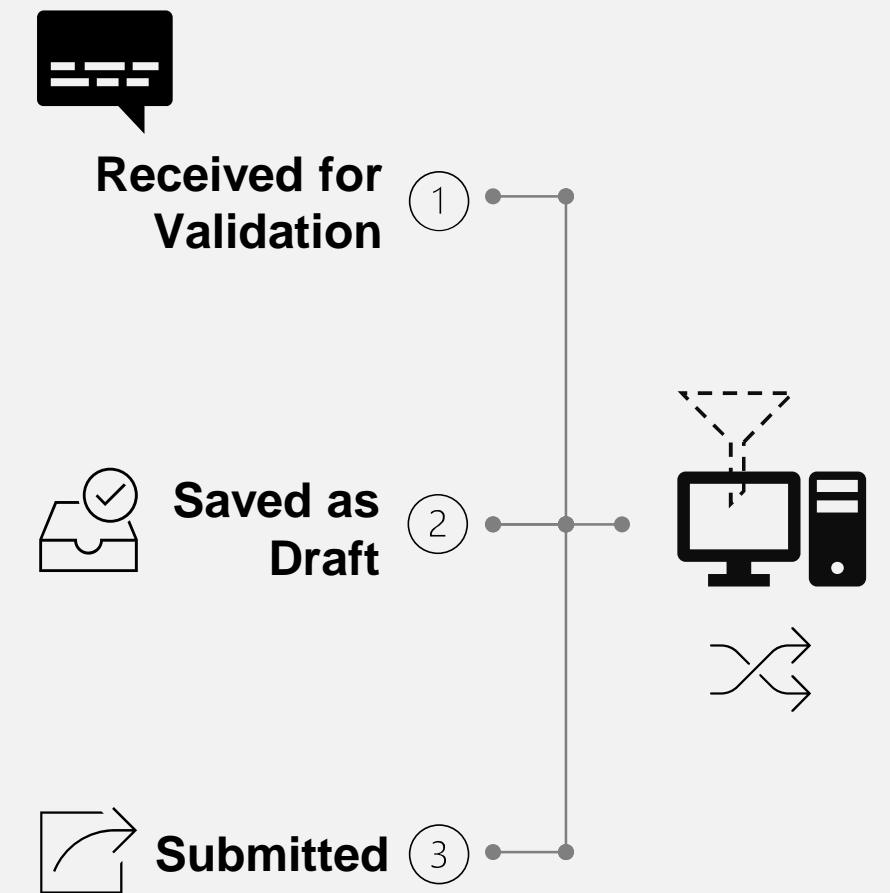 Received for
Validation
1
Saved as
Draft
2
Submitted
3